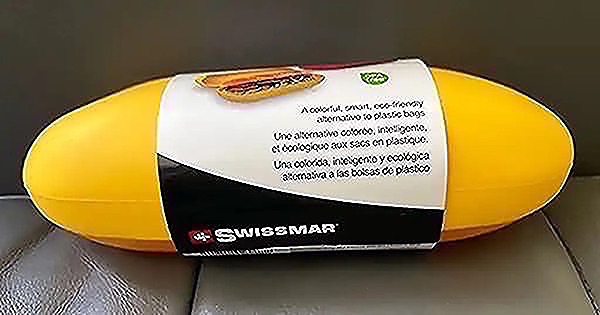 A colorful, smart, eco-friendly
alternative to plastic bags
Une alternative colorée, intelligente,
et écologique aux sacs en plastique.
Una colorida, inteligente y ecológica
alternativa a las bolsas de plástico
SWISSMAR